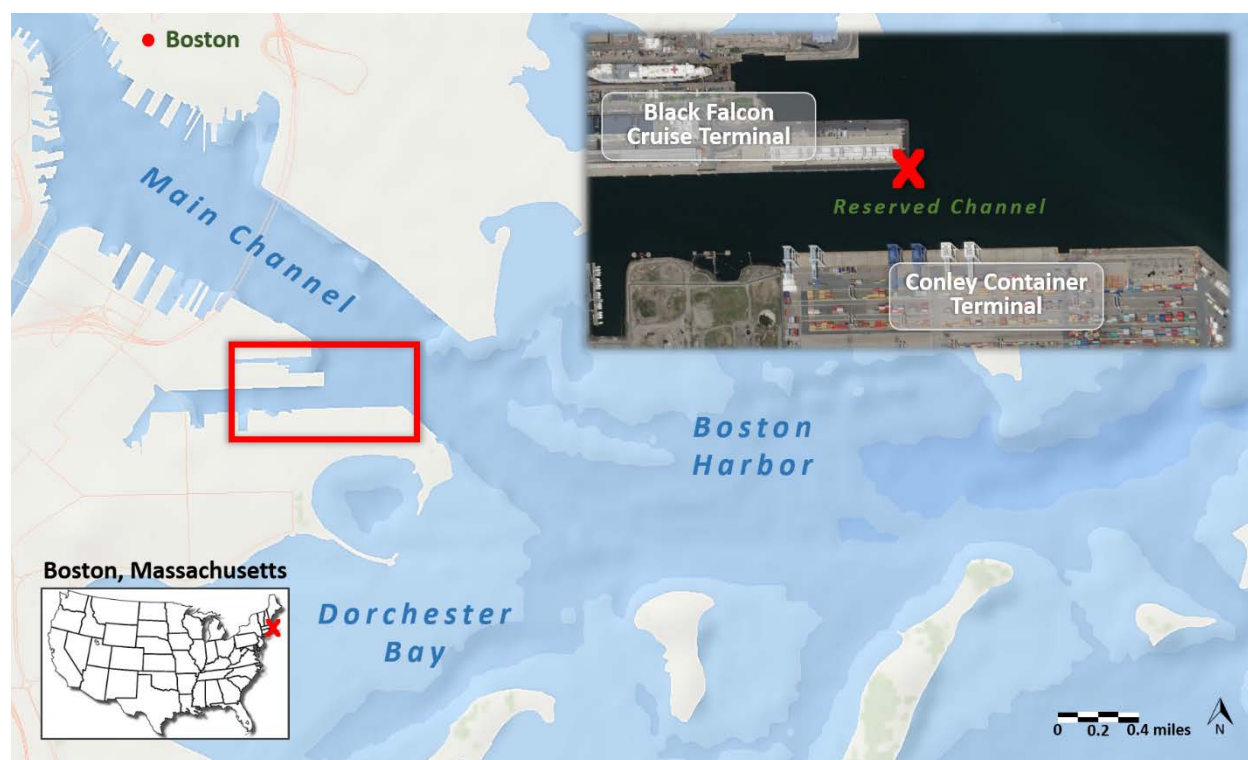 Boston
Black Falcon
Cruise Terminal
Main Channel
Reserved Channel
Conley Container
Terminal
Boston
Harbor
Boston, Massachusetts
Dorchester
Bay
0 0.2 0.4 miles
N